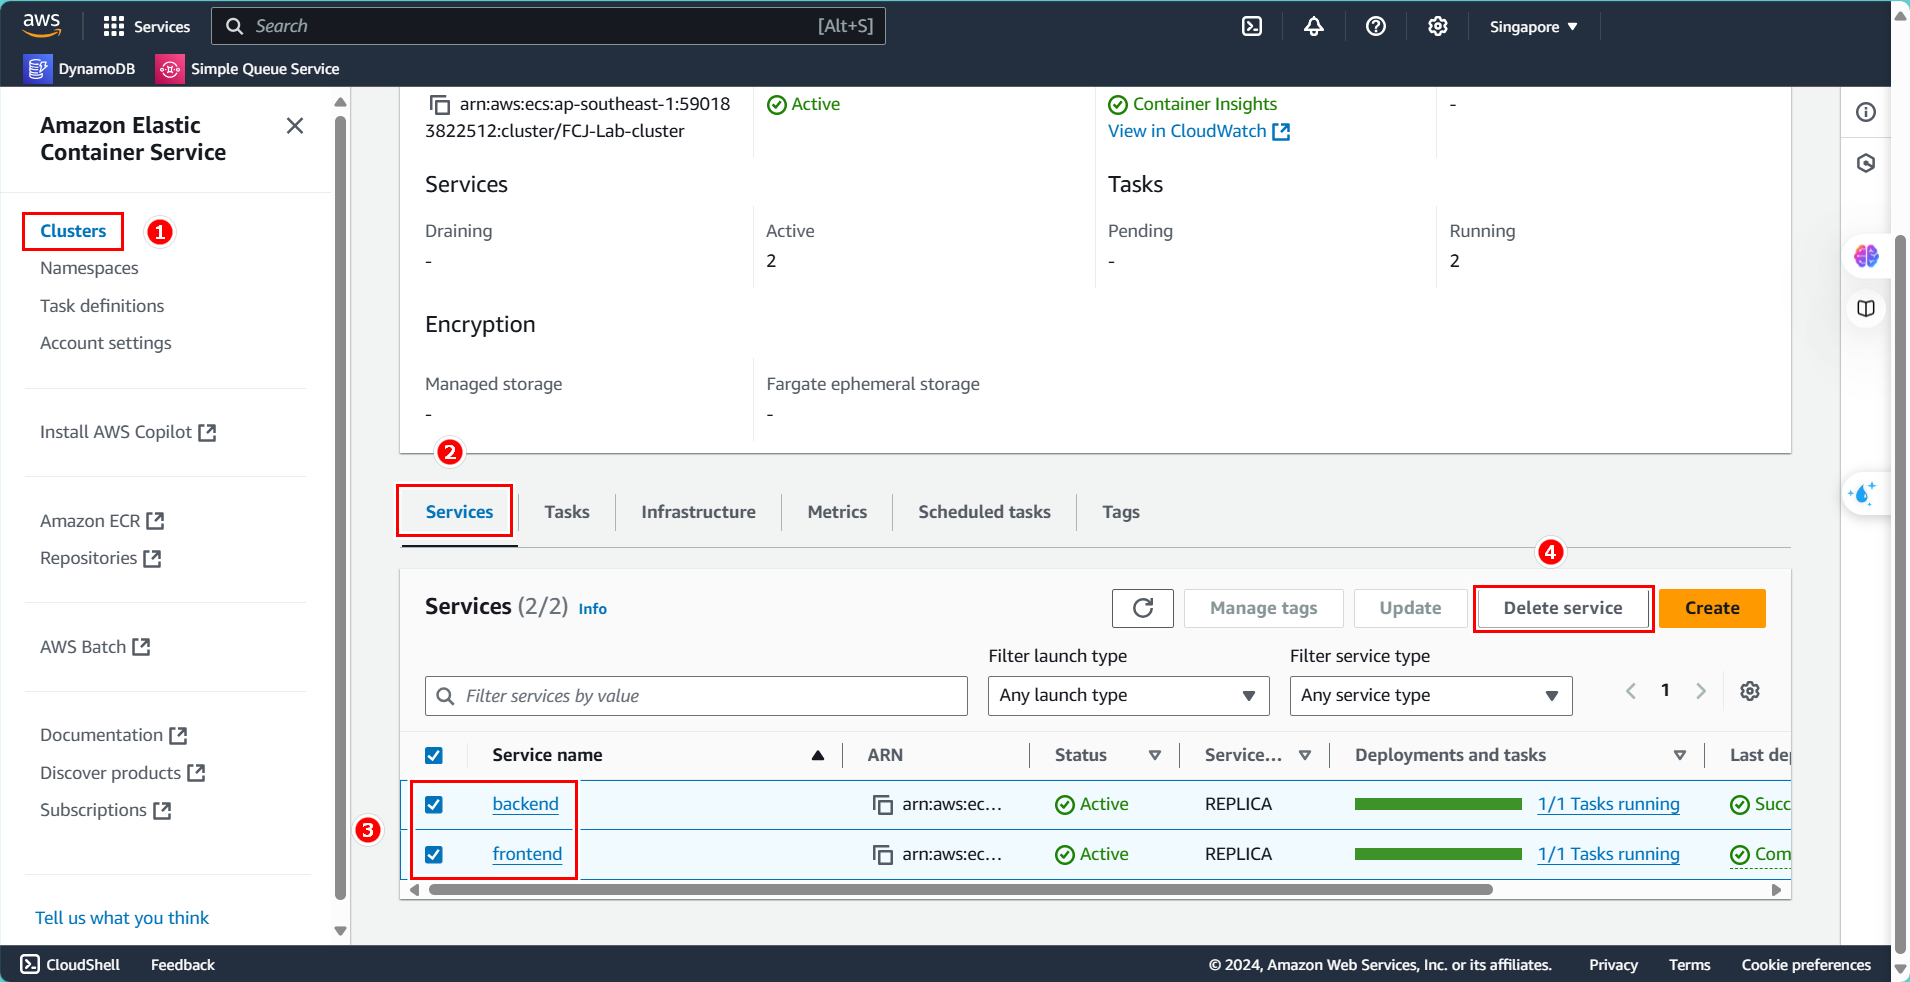 aws
Services
Search
[Alt+S]
Singapore
DynamoDB
Simple Queue Service
Amazon Elastic
Container Service
Clusters
1
Namespaces
Task definitions
Account settings
Install AWS Copilot
Amazon ECR
Repositories
AWS Batch
Documentation
Discover products
Subscriptions
Tell us what you think
arn:aws:ecs:ap-southeast-1:59018
3822512:cluster/FCJ-Lab-cluster
Active
Container Insights
View in CloudWatch
-
Services
Tasks
Draining
Active
Pending
Running
-
2
-
2
Encryption
Managed storage
Fargate ephemeral storage
-
-
2
Services
Tasks
Infrastructure
Metrics
Scheduled tasks
Tags
4
Services (2/2) Info
Manage tags
Update
Delete service
Create
Filter launch type
Filter service type
Filter services by value
Any launch type
Any service type
1
Service name
ARN
Status
Service...
Deployments and tasks
Last de
3
backend
arn:aws:ec...
Active
REPLICA
1/1 Tasks running
Succ
frontend
arn:aws:ec...
Active
REPLICA
1/1 Tasks running
Com
CloudShell
Feedback
© 2024, Amazon Web Services, Inc. or its affiliates.
Privacy
Terms
Cookie preferences